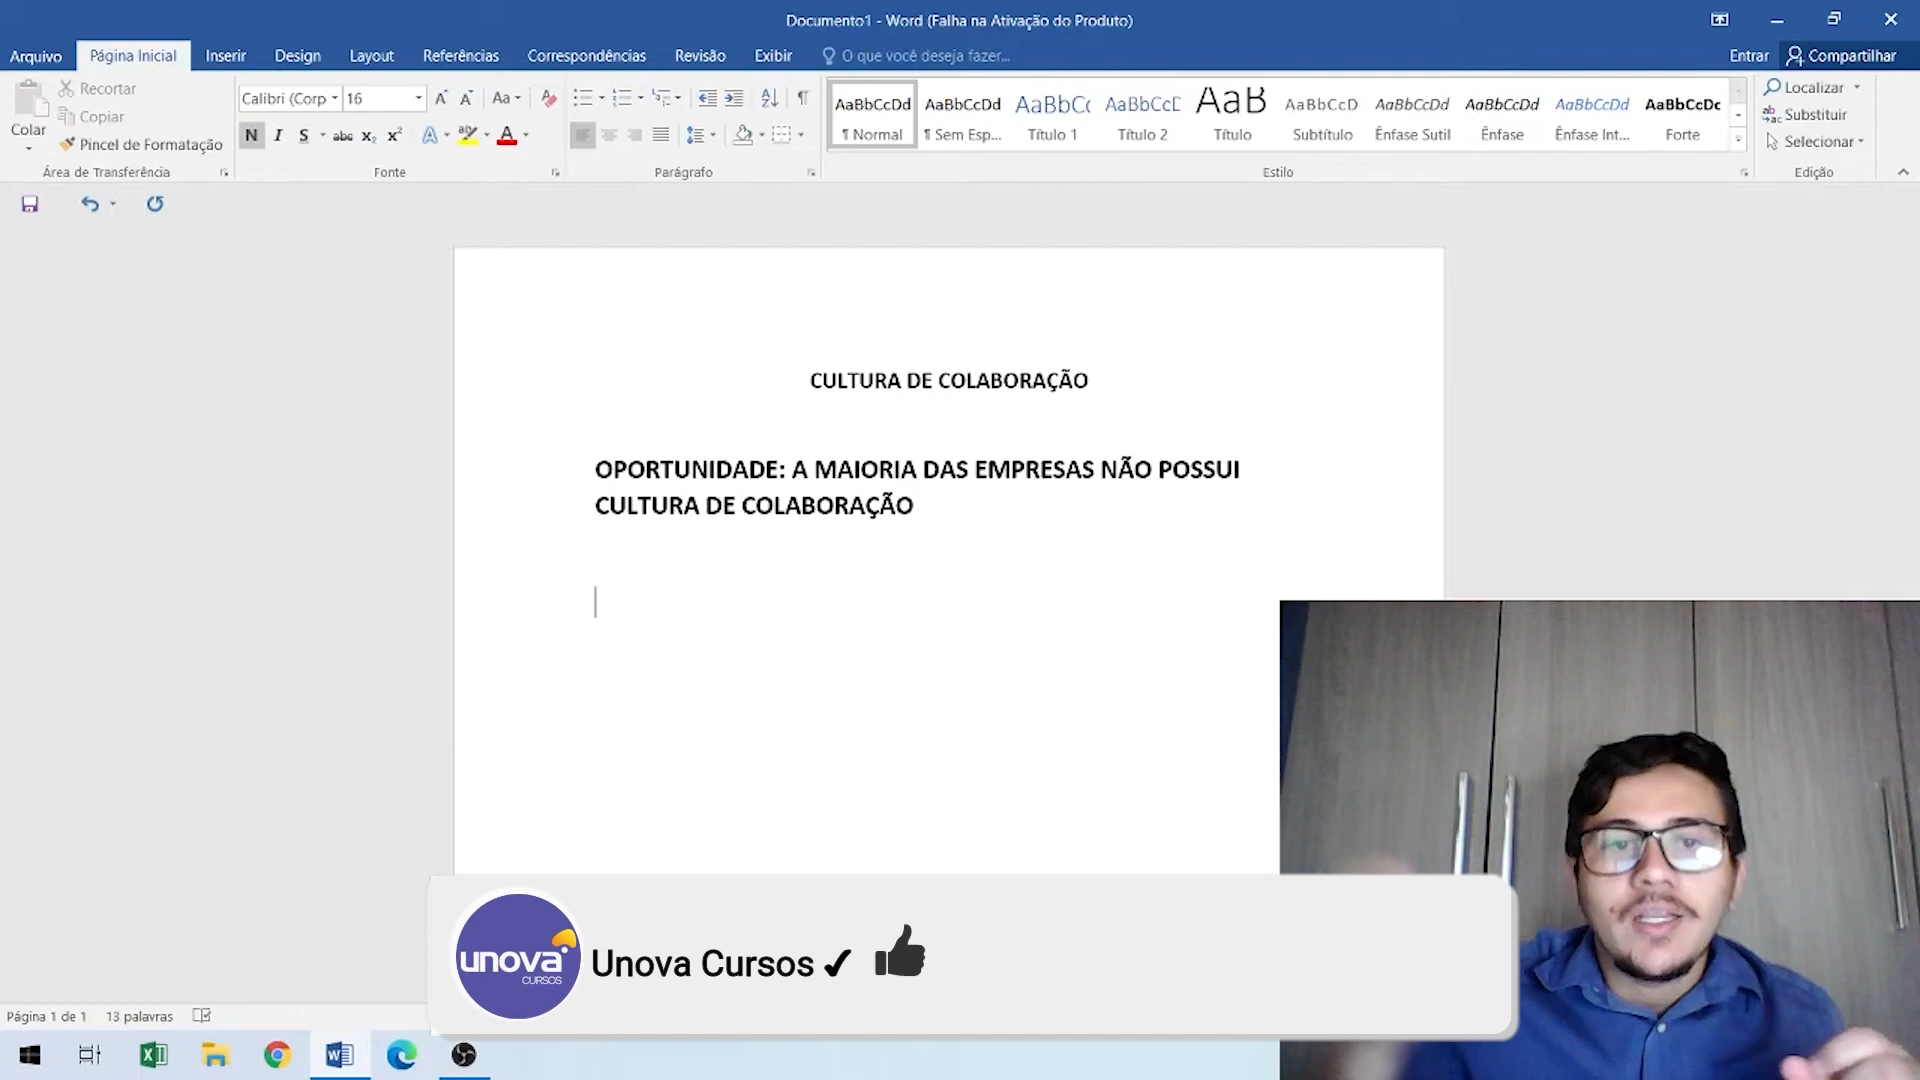 Documento1 - Word (Falha na Ativação do Produto)
Arquivo Página Inicial Inserir Design Layout Referências Correspondências Revisão Exibir O que você deseja fazer... Entrar Compartilhar
Colar
Recortar
Copiar
Pincel de Formatação
Área de Transferência
Calibri (Corp 16
Aa
N I S abc x₂ x² A A
Fonte
Parágrafo
AaBbCcDd AaBbCcDd AaBbCc AaBbCcC AaB AaBbCcD AaBbCcDd AaBbCcDd AaBbCcDd AaBbCcDc
¶ Normal ¶ Sem Esp... Título 1 Título 2 Título Subtítulo Ênfase Sutil Ênfase Ênfase Int... Forte
Estilo
Localizar
Substituir
Selecionar
Edição
CULTURA DE COLABORAÇÃO
OPORTUNIDADE: A MAIORIA DAS EMPRESAS NÃO POSSUI
CULTURA DE COLABORAÇÃO
unova
CURSOS
Unova Cursos ✔
Página 1 de 1 13 palavras